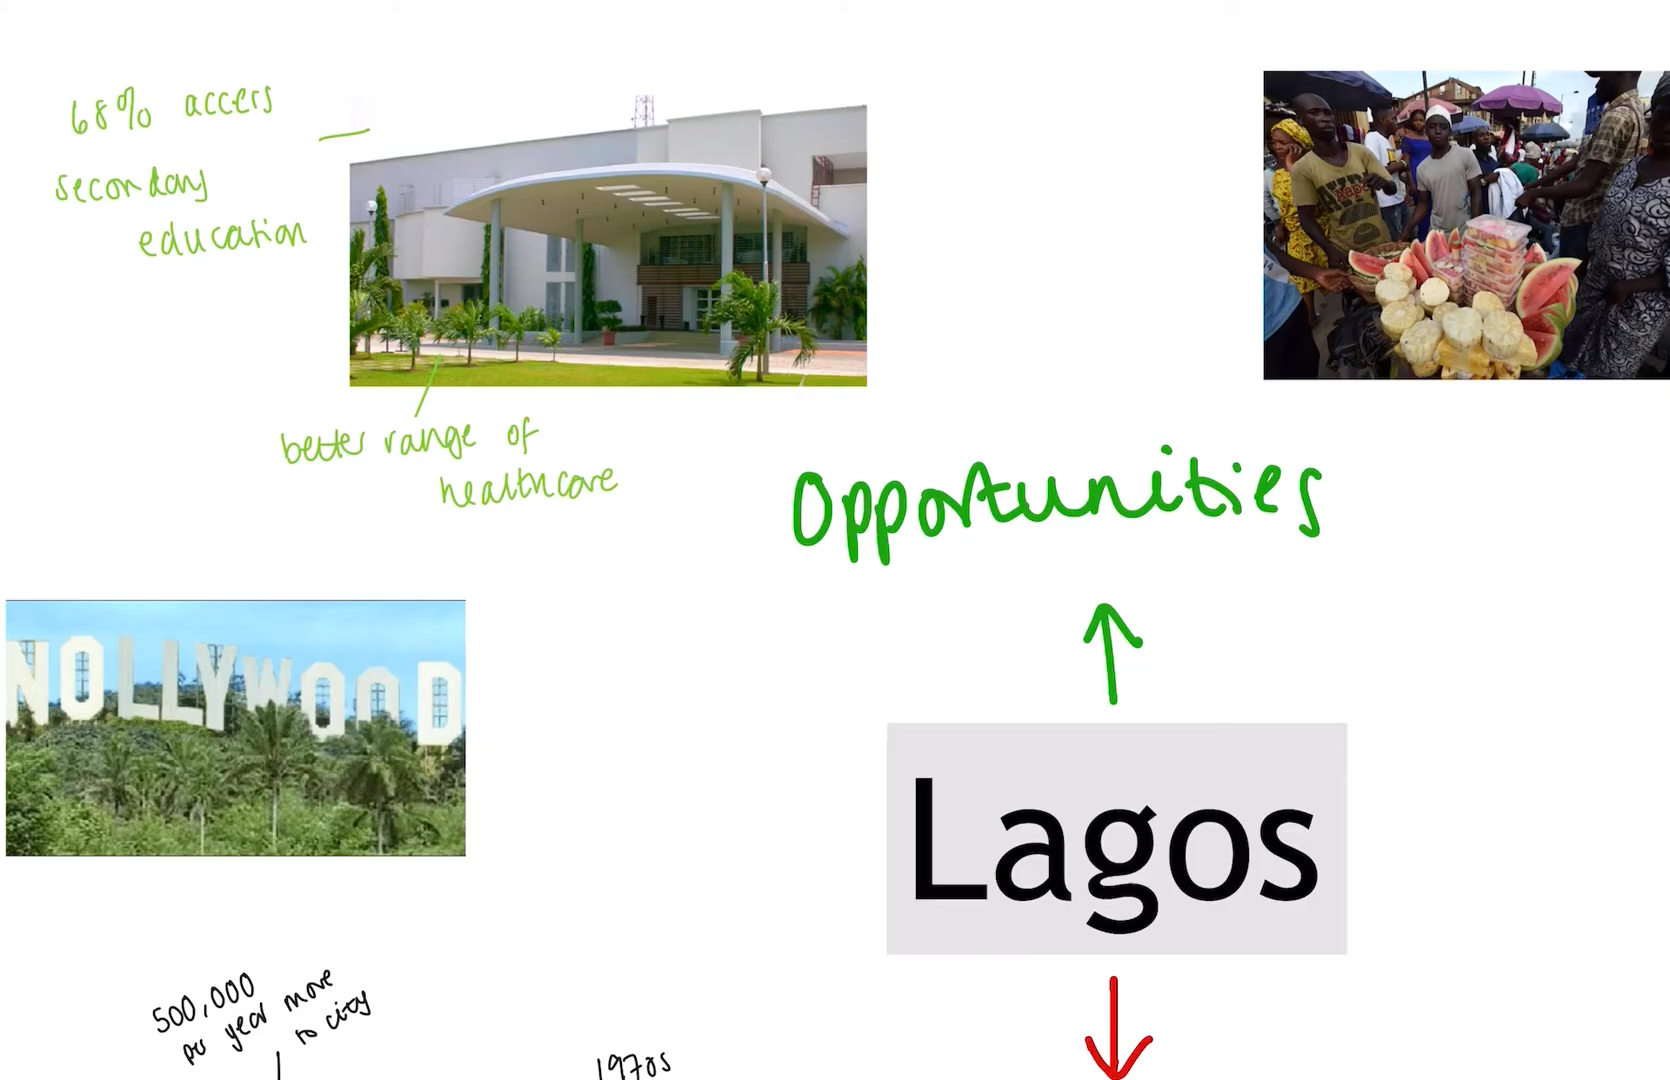 68% access
secondary
education
better range of
healthcare
Opportunities
NOLLYWOOD
Lagos
500,000
per year move
to city
1970s